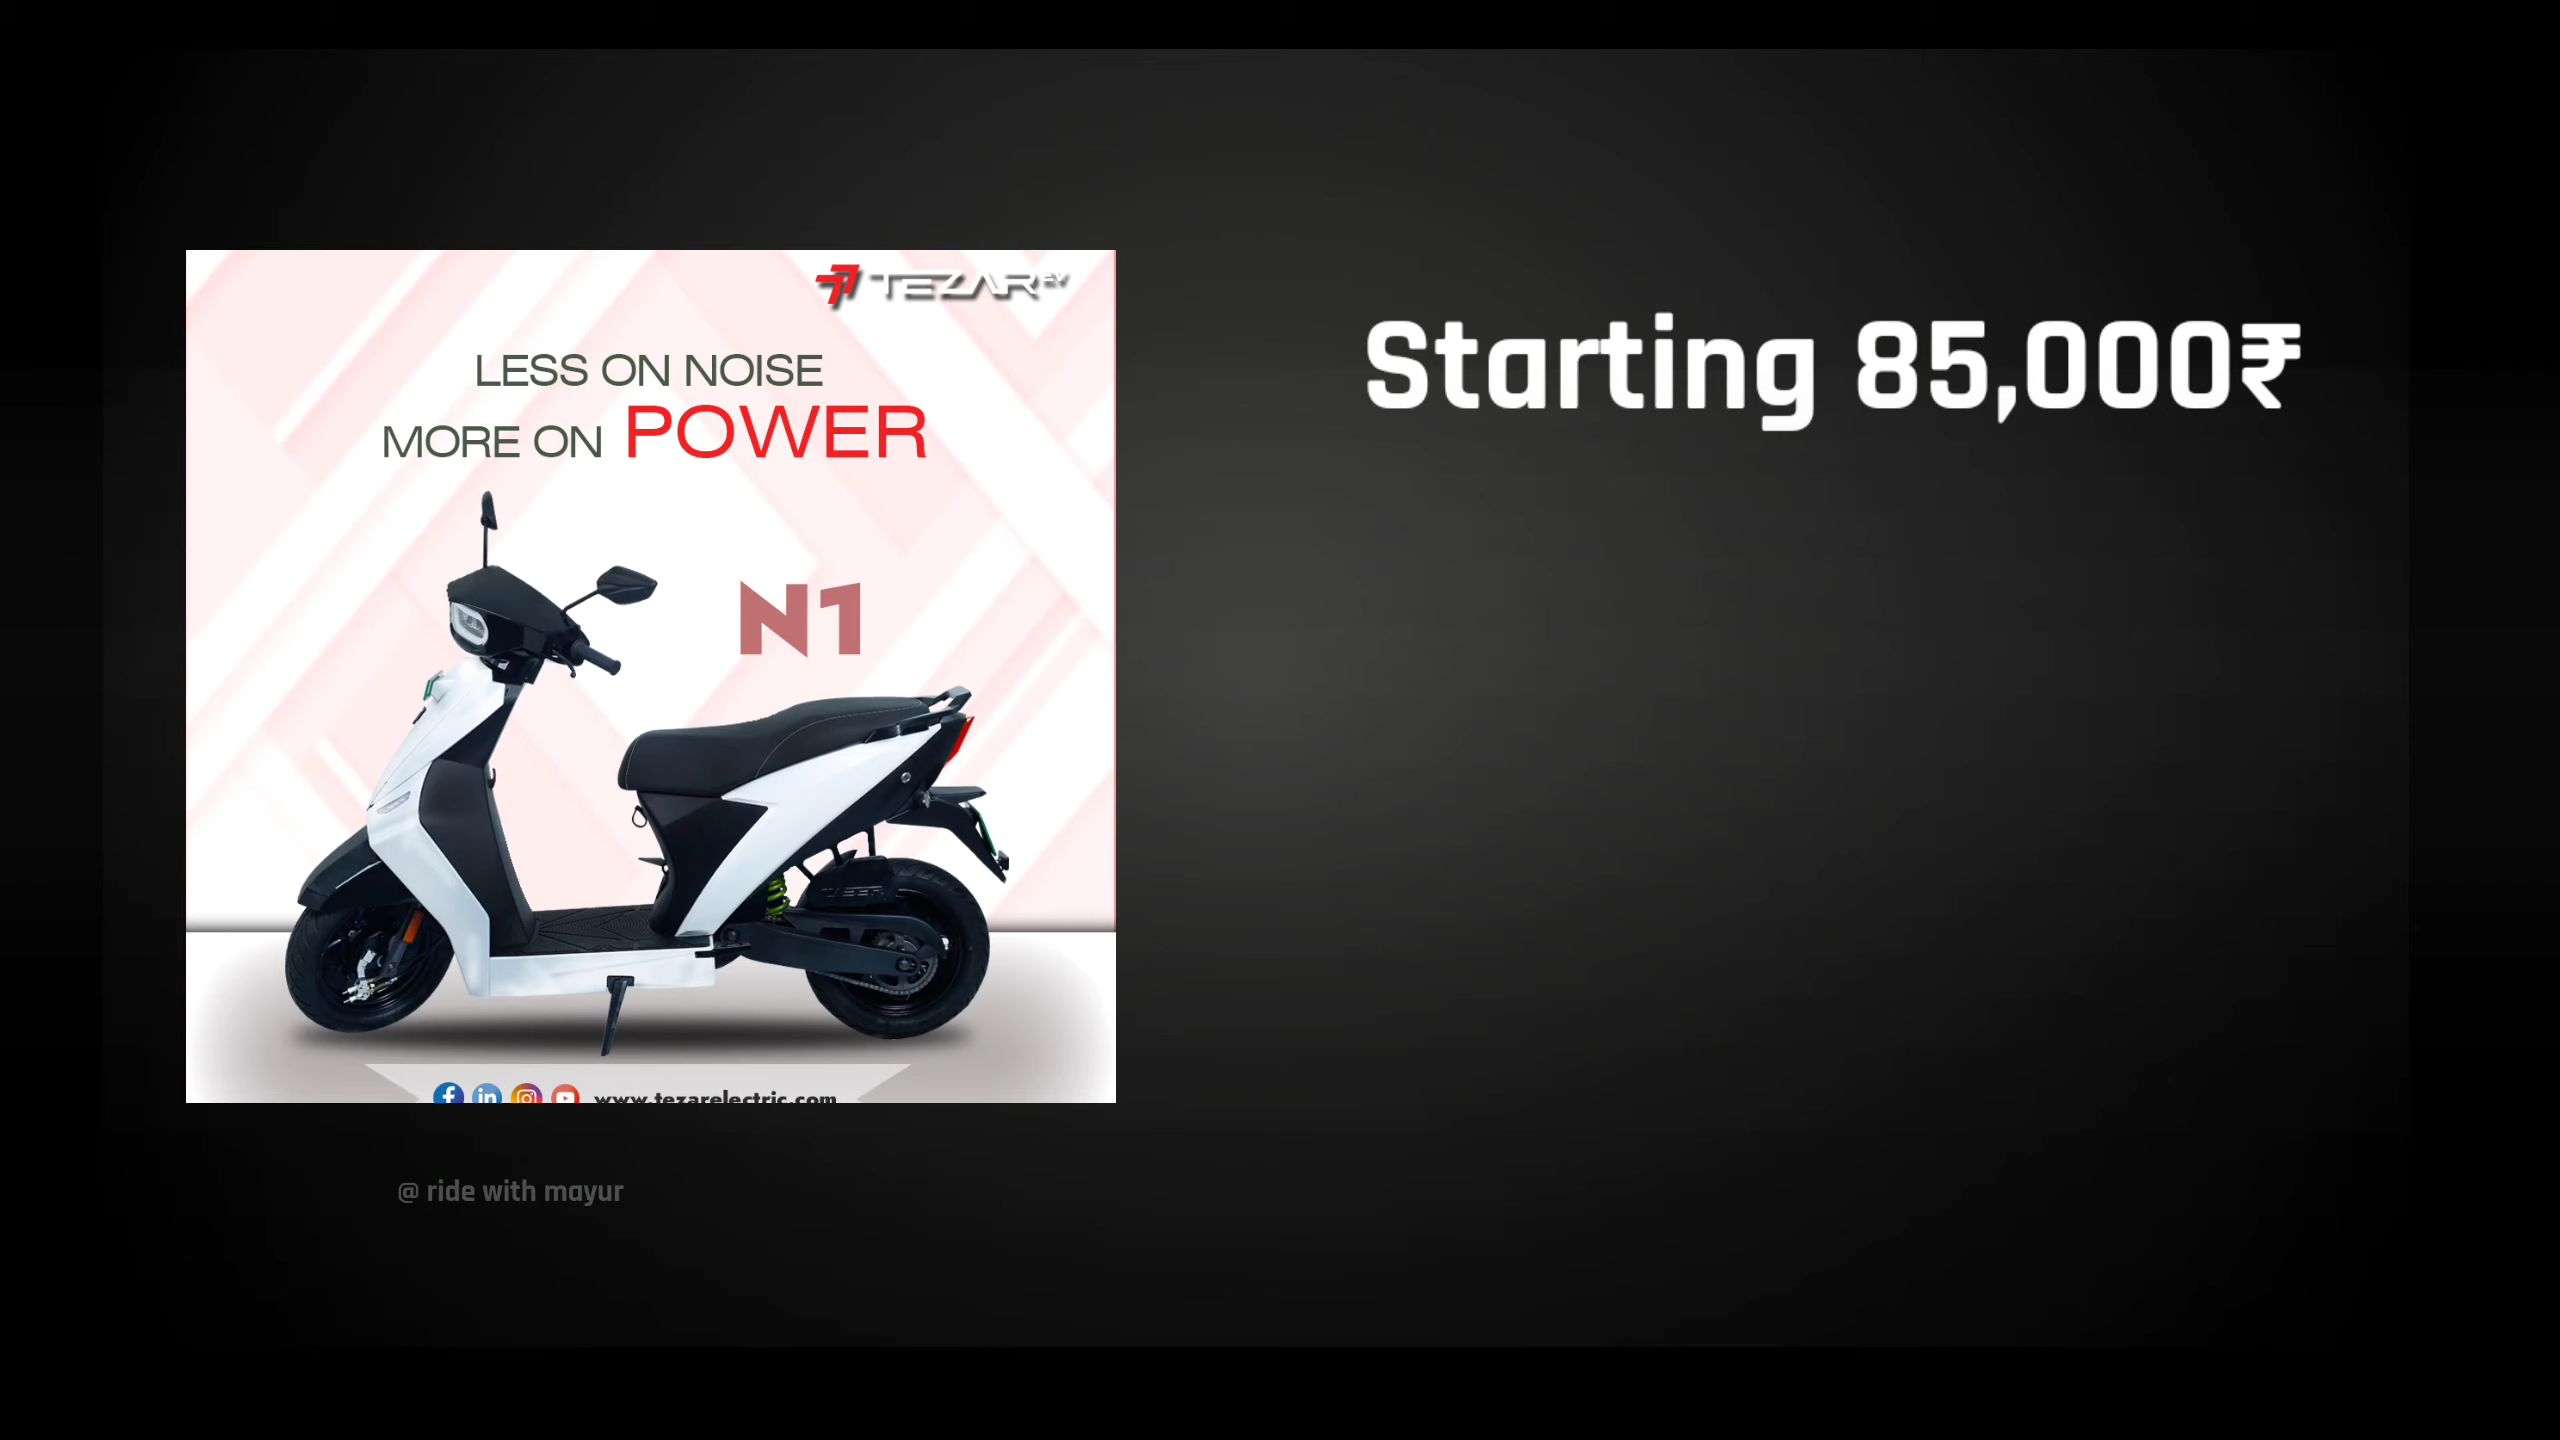 TEZAR EV
LESS ON NOISE
MORE ON POWER
N1
www.tezarelectric.com
Starting 85,000₹
@ ride with mayur